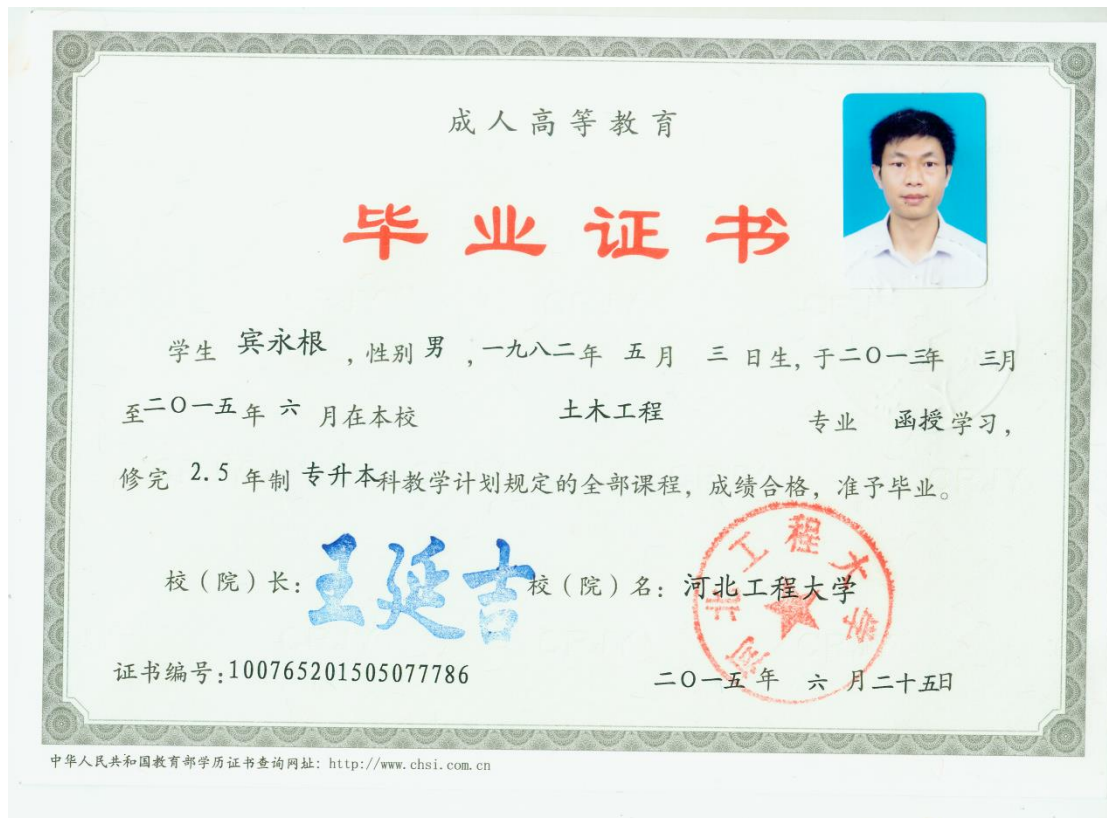 成人高等教育
毕业证书
学生 宾永根 ，性别 男 ，一九八二年 五月 三 日生，于二〇一三年 三月
至二〇一五年 六 月在本校 土木工程 专业 函授学习，
修完 2.5 年制 专升本科教学计划规定的全部课程，成绩合格，准予毕业。
校（院）长：王延吉 校（院）名：河北工程大学
河北工程大学
证书编号：100765201505077786 二〇一五年 六 月二十五日
中华人民共和国教育部学历证书查询网址：http://www.chsi.com.cn